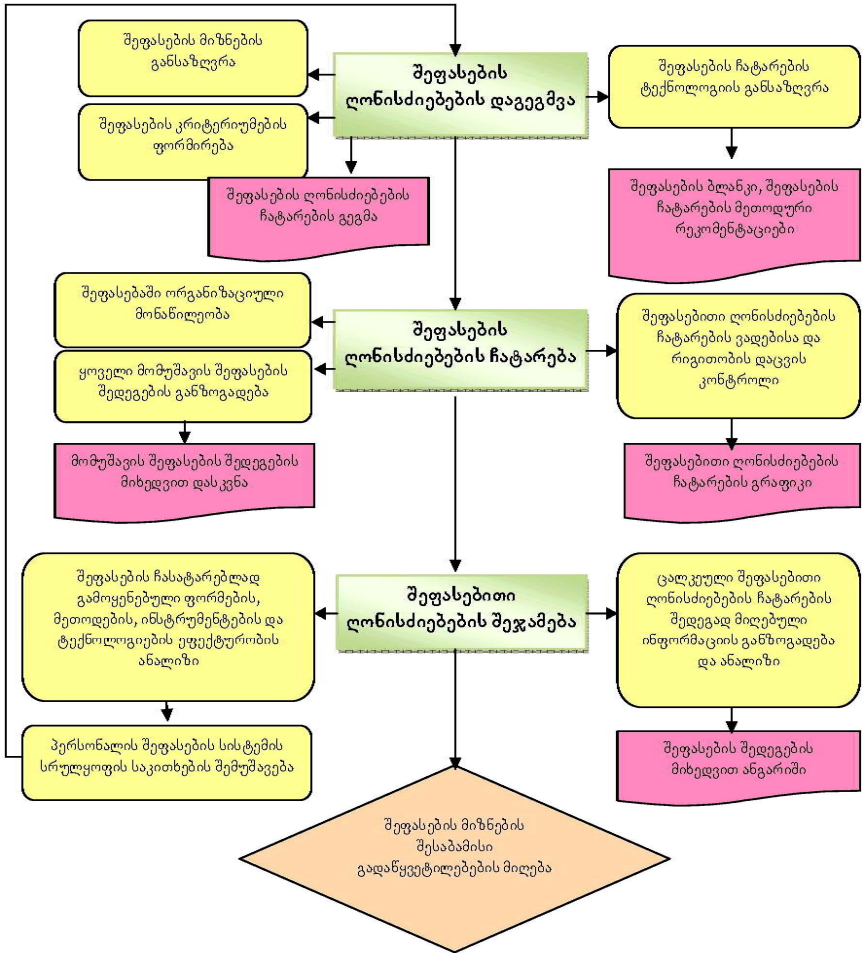 შეფასების მიზნების
განსაზღვრა
შეფასების
ღონისძიებების დაგეგმვა
შეფასების ჩატარების
ტექნოლოგიის განსაზღვრა
შეფასების კრიტერიუმების
ფორმირება
შეფასების ღონისძიებების
ჩატარების გეგმა
შეფასების ბლანკი, შეფასების
ჩატარების მეთოდური
რეკომენტაციები
შეფასებაში ორგანიზაციული
მონაწილეობა
შეფასების
ღონისძიებების ჩატარება
შეფასებითი ღონისძიებების
ჩატარების ვადებისა და
რიგითობის დაცვის
კონტროლი
ყოველი მომუშავის შეფასების
შედეგების განზოგადება
მომუშავის შეფასების შედეგების
მიხედვით დასკვნა
შეფასებითი ღონისძიებების
ჩატარების გრაფიკი
შეფასების ჩასატარებლად
გამოყენებული ფორმების,
მეთოდების, ინსტრუმენტების და
ტექნოლოგიების ეფექტურობის
ანალიზი
შეფასებითი
ღონისძიებების შეჯამება
ცალკეული შეფასებითი
ღონისძიებების ჩატარების
შედეგად მიღებული
ინფორმაციის განზოგადება
და ანალიზი
პერსონალის შეფასების სისტემის
სრულყოფის საკითხების შემუშავება
შეფასების შედეგების
მიხედვით ანგარიში
შეფასების მიზნების
შესაბამისი
გადაწყვეტილებების მიღება